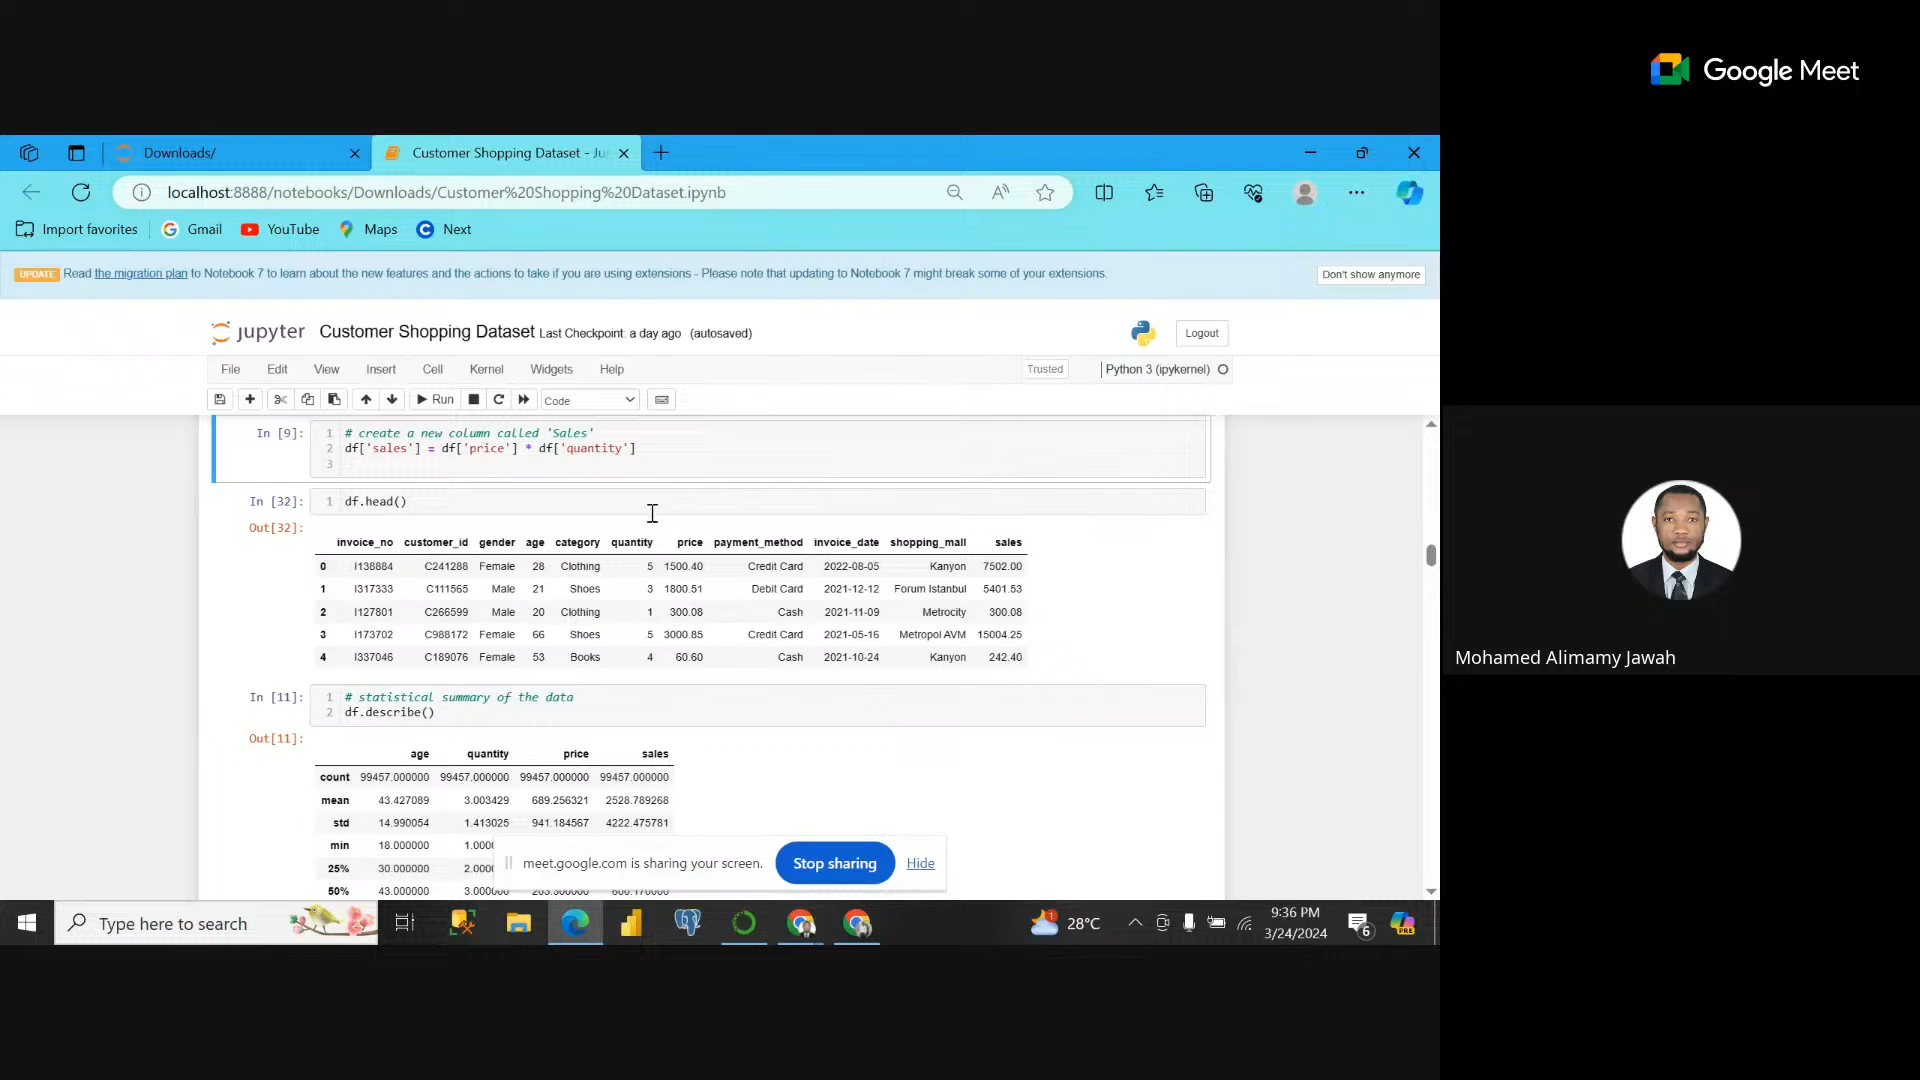 Google Meet
Downloads/
Customer Shopping Dataset - Ju
localhost:8888/notebooks/Downloads/Customer%20Shopping%20Dataset.ipynb
Import favorites
Gmail
YouTube
Maps
Next
UPDATE Read the migration plan to Notebook 7 to learn about the new features and the actions to take if you are using extensions - Please note that updating to Notebook 7 might break some of your extensions.
Don't show anymore
jupyter Customer Shopping Dataset Last Checkpoint: a day ago (autosaved)
Logout
File Edit View Insert Cell Kernel Widgets Help
Trusted
Python 3 (ipykernel)
Run
Code
In [9]:
1 # create a new column called 'Sales'
2 df['sales'] = df['price'] * df['quantity']
3
In [32]:
1 df.head()
Out[32]:
invoice_no customer_id gender age category quantity price payment_method invoice_date shopping_mall sales
0 I138884 C241288 Female 28 Clothing 5 1500.40 Credit Card 2022-08-05 Kanyon 7502.00
1 I317333 C111565 Male 21 Shoes 3 1800.51 Debit Card 2021-12-12 Forum Istanbul 5401.53
2 I127801 C266599 Male 20 Clothing 1 300.08 Cash 2021-11-09 Metrocity 300.08
3 I173702 C988172 Female 66 Shoes 5 3000.85 Credit Card 2021-05-16 Metropol AVM 15004.25
4 I337046 C189076 Female 53 Books 4 60.60 Cash 2021-10-24 Kanyon 242.40
In [11]:
1 # statistical summary of the data
2 df.describe()
Out[11]:
age quantity price sales
count 99457.000000 99457.000000 99457.000000 99457.000000
mean 43.427089 3.003429 689.256321 2528.789268
std 14.990054 1.413025 941.184567 4222.475781
min 18.000000 1.0000
25% 30.000000 2.0000
50% 43.000000 3.000000
meet.google.com is sharing your screen.
Stop sharing
Hide
Type here to search
1
28°C
9:36 PM
3/24/2024
6
PRE
Mohamed Alimamy Jawah